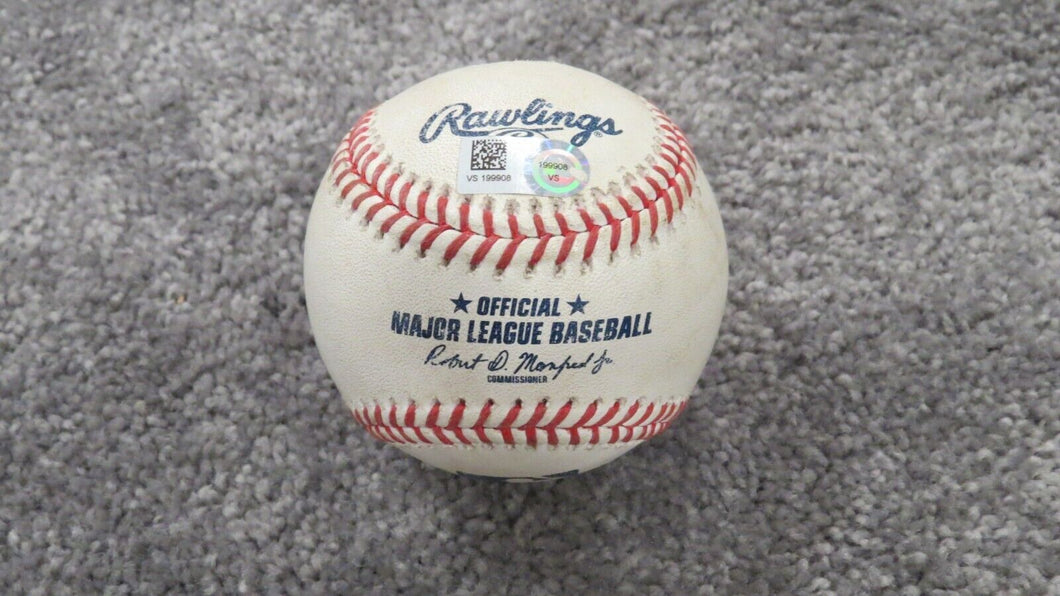 Rawlings
VS 199908
199908
VS
OFFICIAL
MAJOR LEAGUE BASEBALL
Robert D. Manfred Jr.
COMMISSIONER